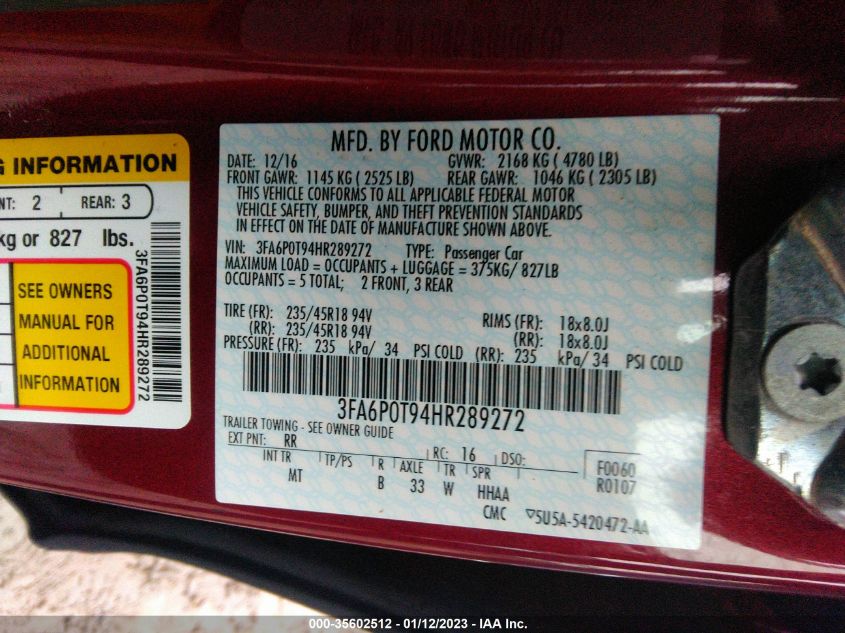 G INFORMATION
NT: 2 REAR: 3
kg or 827 lbs.
SEE OWNERS
MANUAL FOR
ADDITIONAL
INFORMATION
3FA6P0T94HR289272
MFD. BY FORD MOTOR CO.
DATE: 12/16 GVWR: 2168 KG ( 4780 LB)
FRONT GAWR: 1145 KG ( 2525 LB) REAR GAWR: 1046 KG ( 2305 LB)
THIS VEHICLE CONFORMS TO ALL APPLICABLE FEDERAL MOTOR
VEHICLE SAFETY, BUMPER, AND THEFT PREVENTION STANDARDS
IN EFFECT ON THE DATE OF MANUFACTURE SHOWN ABOVE.
VIN: 3FA6P0T94HR289272 TYPE: Passenger Car
MAXIMUM LOAD = OCCUPANTS + LUGGAGE = 375KG/ 827LB
OCCUPANTS = 5 TOTAL; 2 FRONT, 3 REAR
TIRE (FR): 235/45R18 94V RIMS (FR): 18x8.0J
(RR): 235/45R18 94V (RR): 18x8.0J
PRESSURE (FR): 235 kPa/ 34 PSI COLD (RR): 235 kPa/ 34 PSI COLD
3FA6P0T94HR289272
TRAILER TOWING - SEE OWNER GUIDE
EXT PNT: RR RC: 16 DSO: F0060
INT TR TP/PS R AXLE TR SPR R0107
MT B 33 W HHAA
CMC 5U5A-5420472-AA
000-35602512 - 01/12/2023 - IAA Inc.